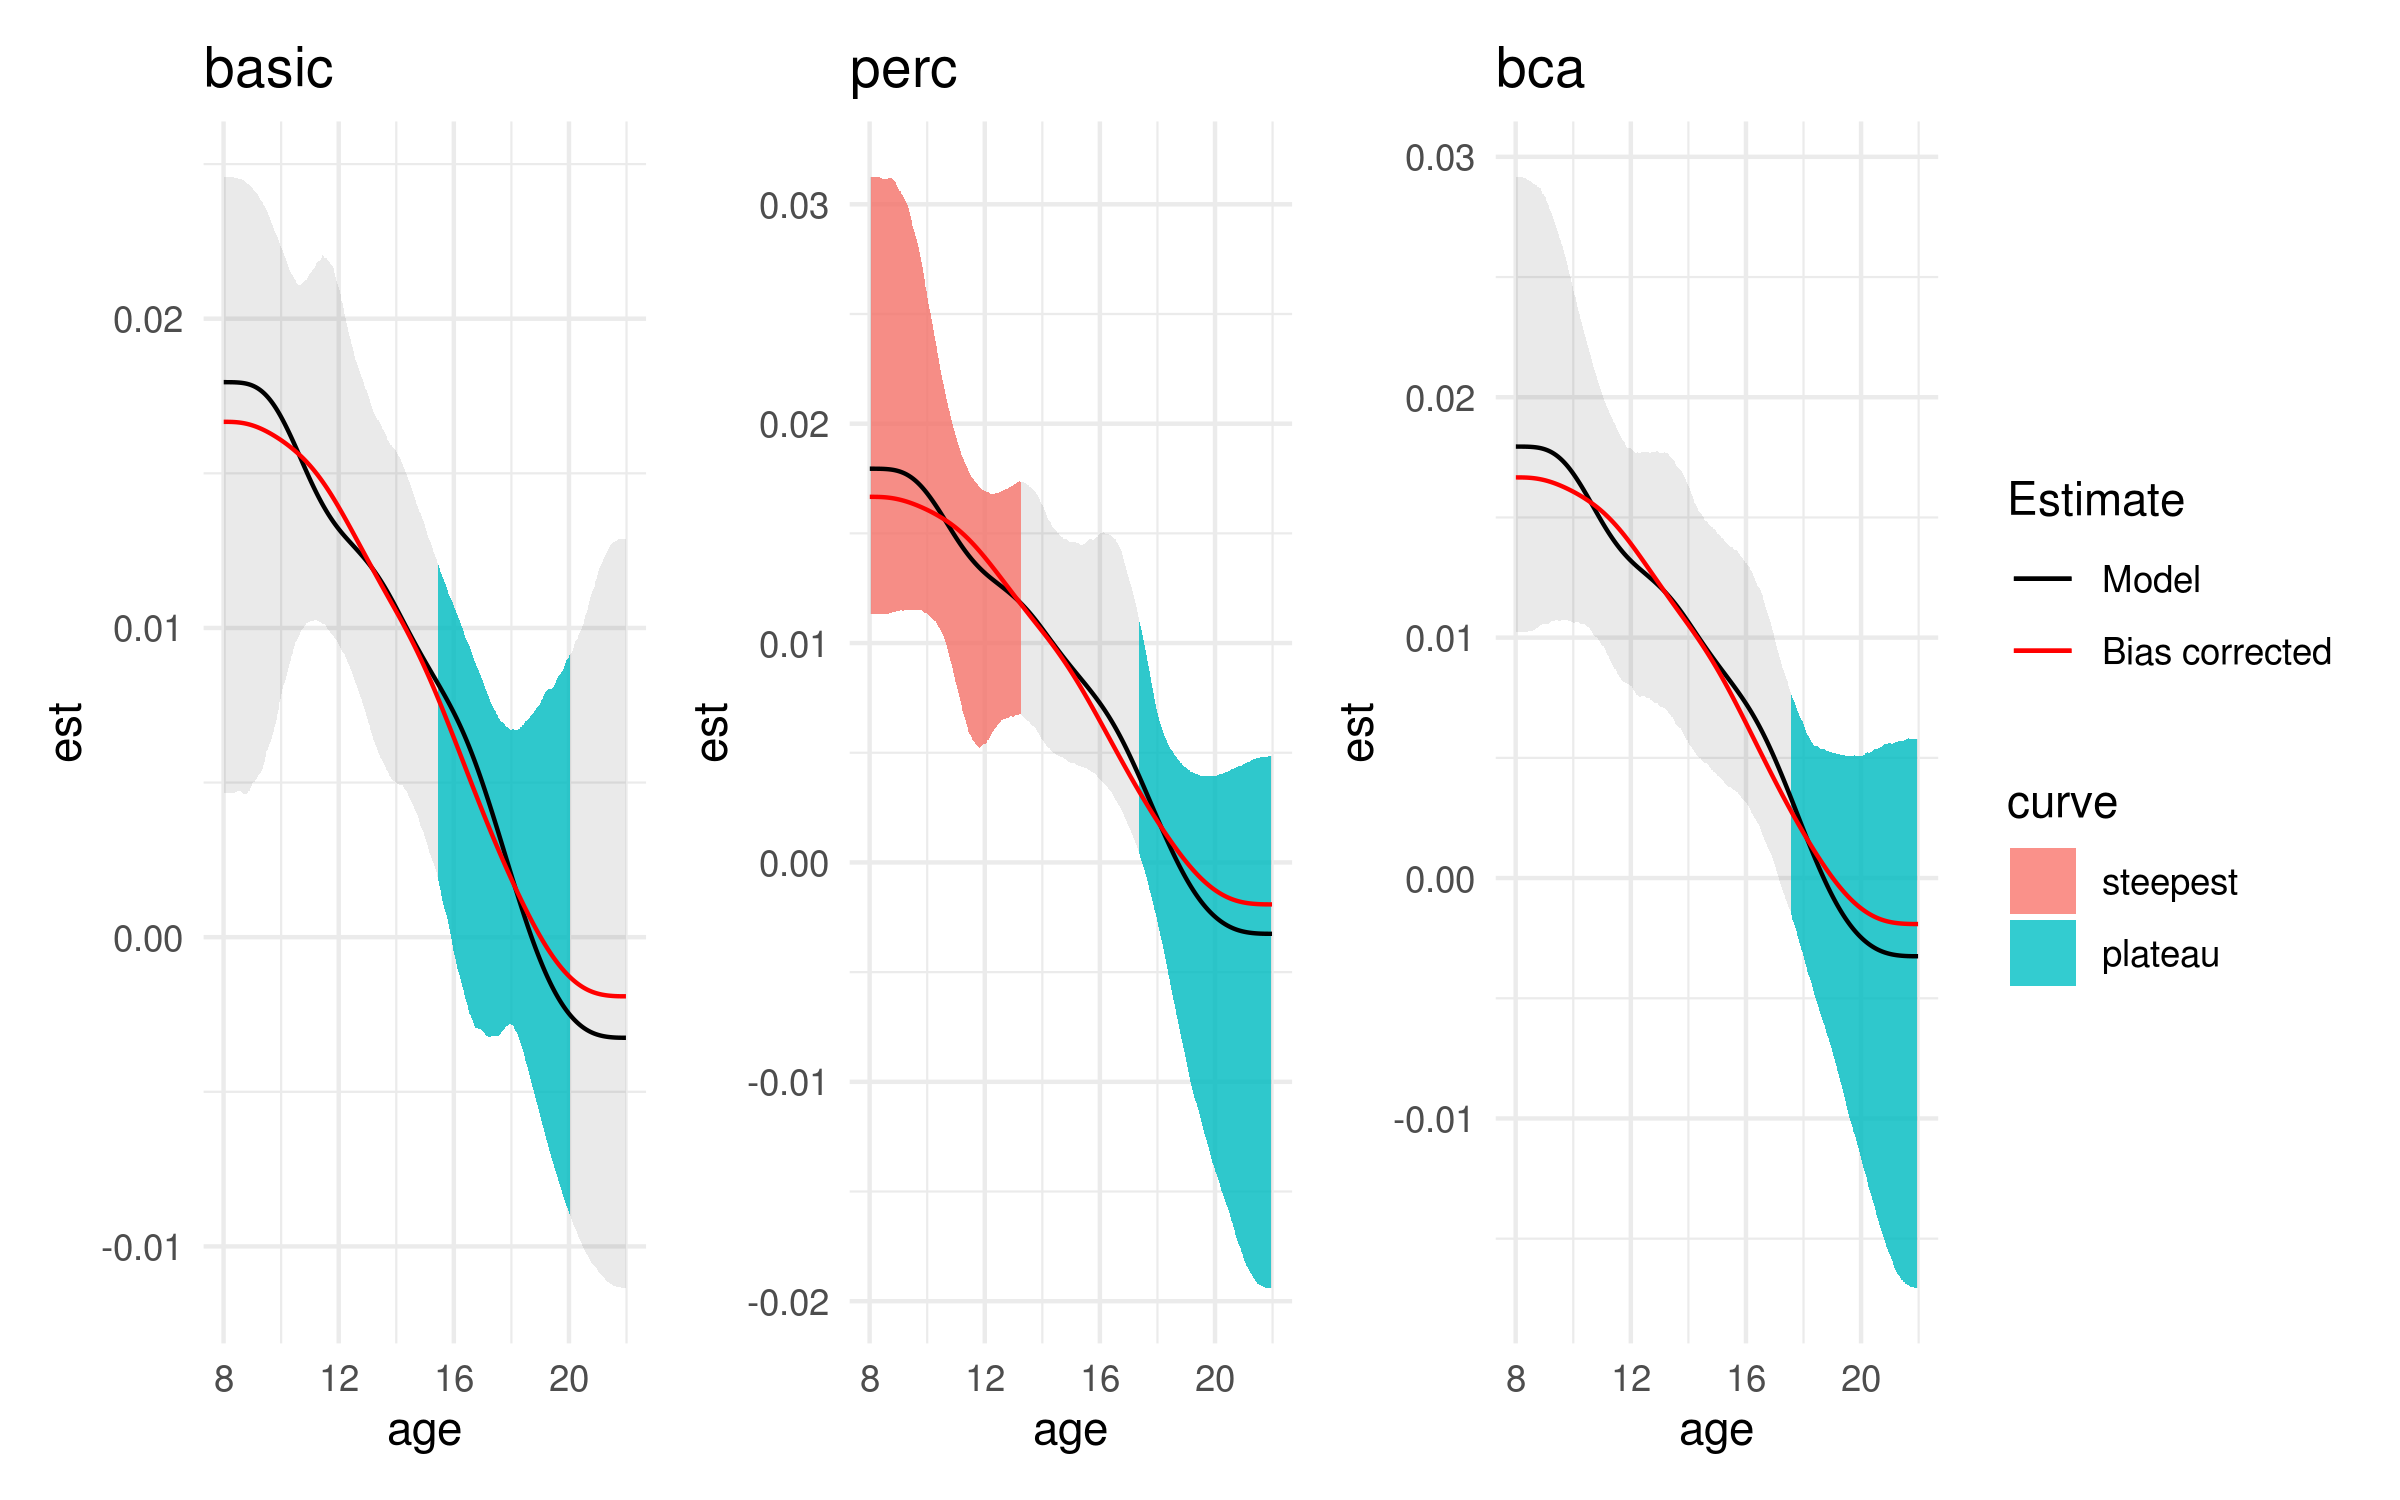 basic
0.02
0.01
0.00
-0.01
est
8 12 16 20
age
perc
0.03
0.02
0.01
0.00
-0.01
-0.02
est
8 12 16 20
age
bca
0.03
0.02
0.01
0.00
-0.01
est
8 12 16 20
age
Estimate
Model
Bias corrected
curve
steepest
plateau